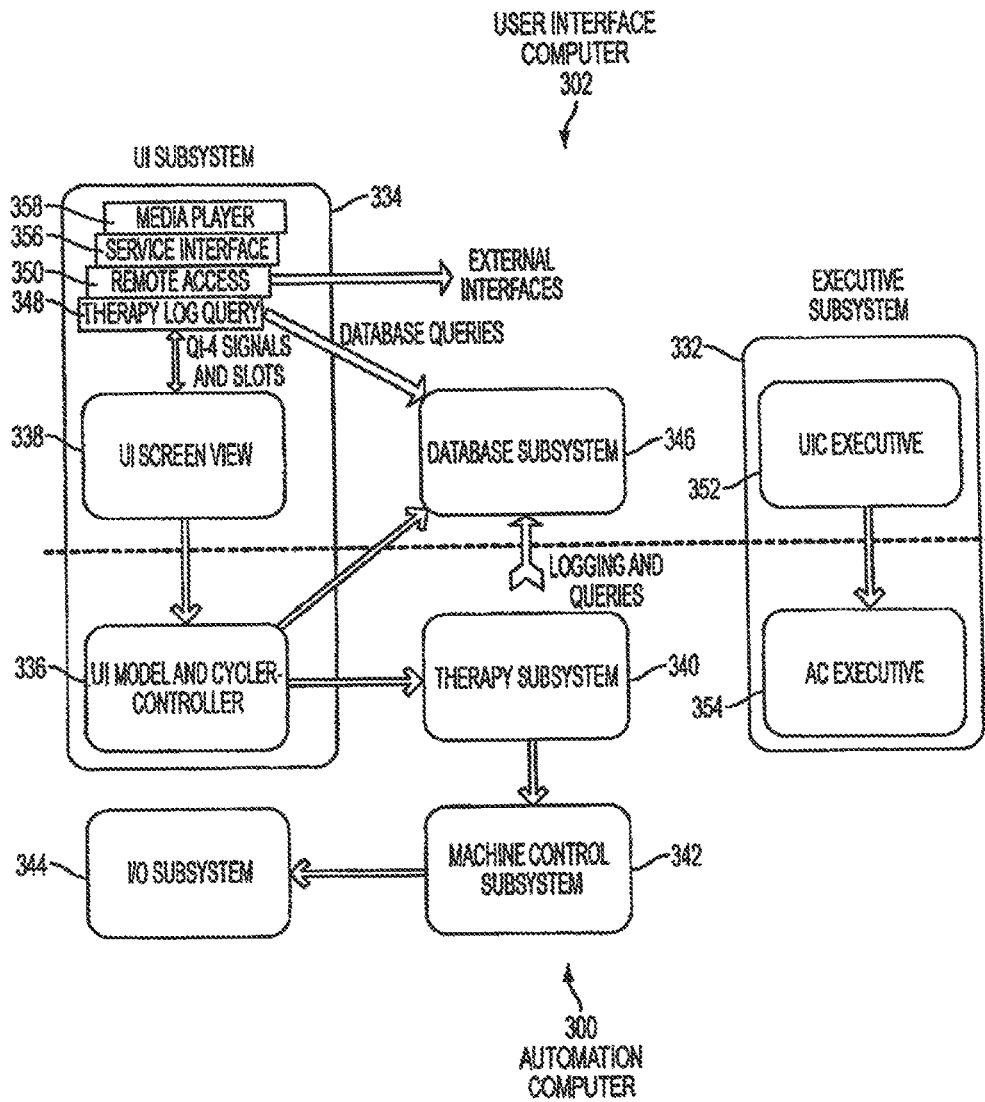 USER INTERFACE
COMPUTER
302
UI SUBSYSTEM
334
358
MEDIA PLAYER
356
SERVICE INTERFACE
350
REMOTE ACCESS
348
THERAPY LOG QUERY
EXTERNAL
INTERFACES
EXECUTIVE
SUBSYSTEM
DATABASE QUERIES
QI-4 SIGNALS
AND SLOTS
332
338
UI SCREEN VIEW
DATABASE SUBSYSTEM
346
UIC EXECUTIVE
352
LOGGING AND
QUERIES
336
UI MODEL AND CYCLER-
CONTROLLER
THERAPY SUBSYSTEM
340
AC EXECUTIVE
354
344
I/O SUBSYSTEM
MACHINE CONTROL
SUBSYSTEM
342
300
AUTOMATION
COMPUTER